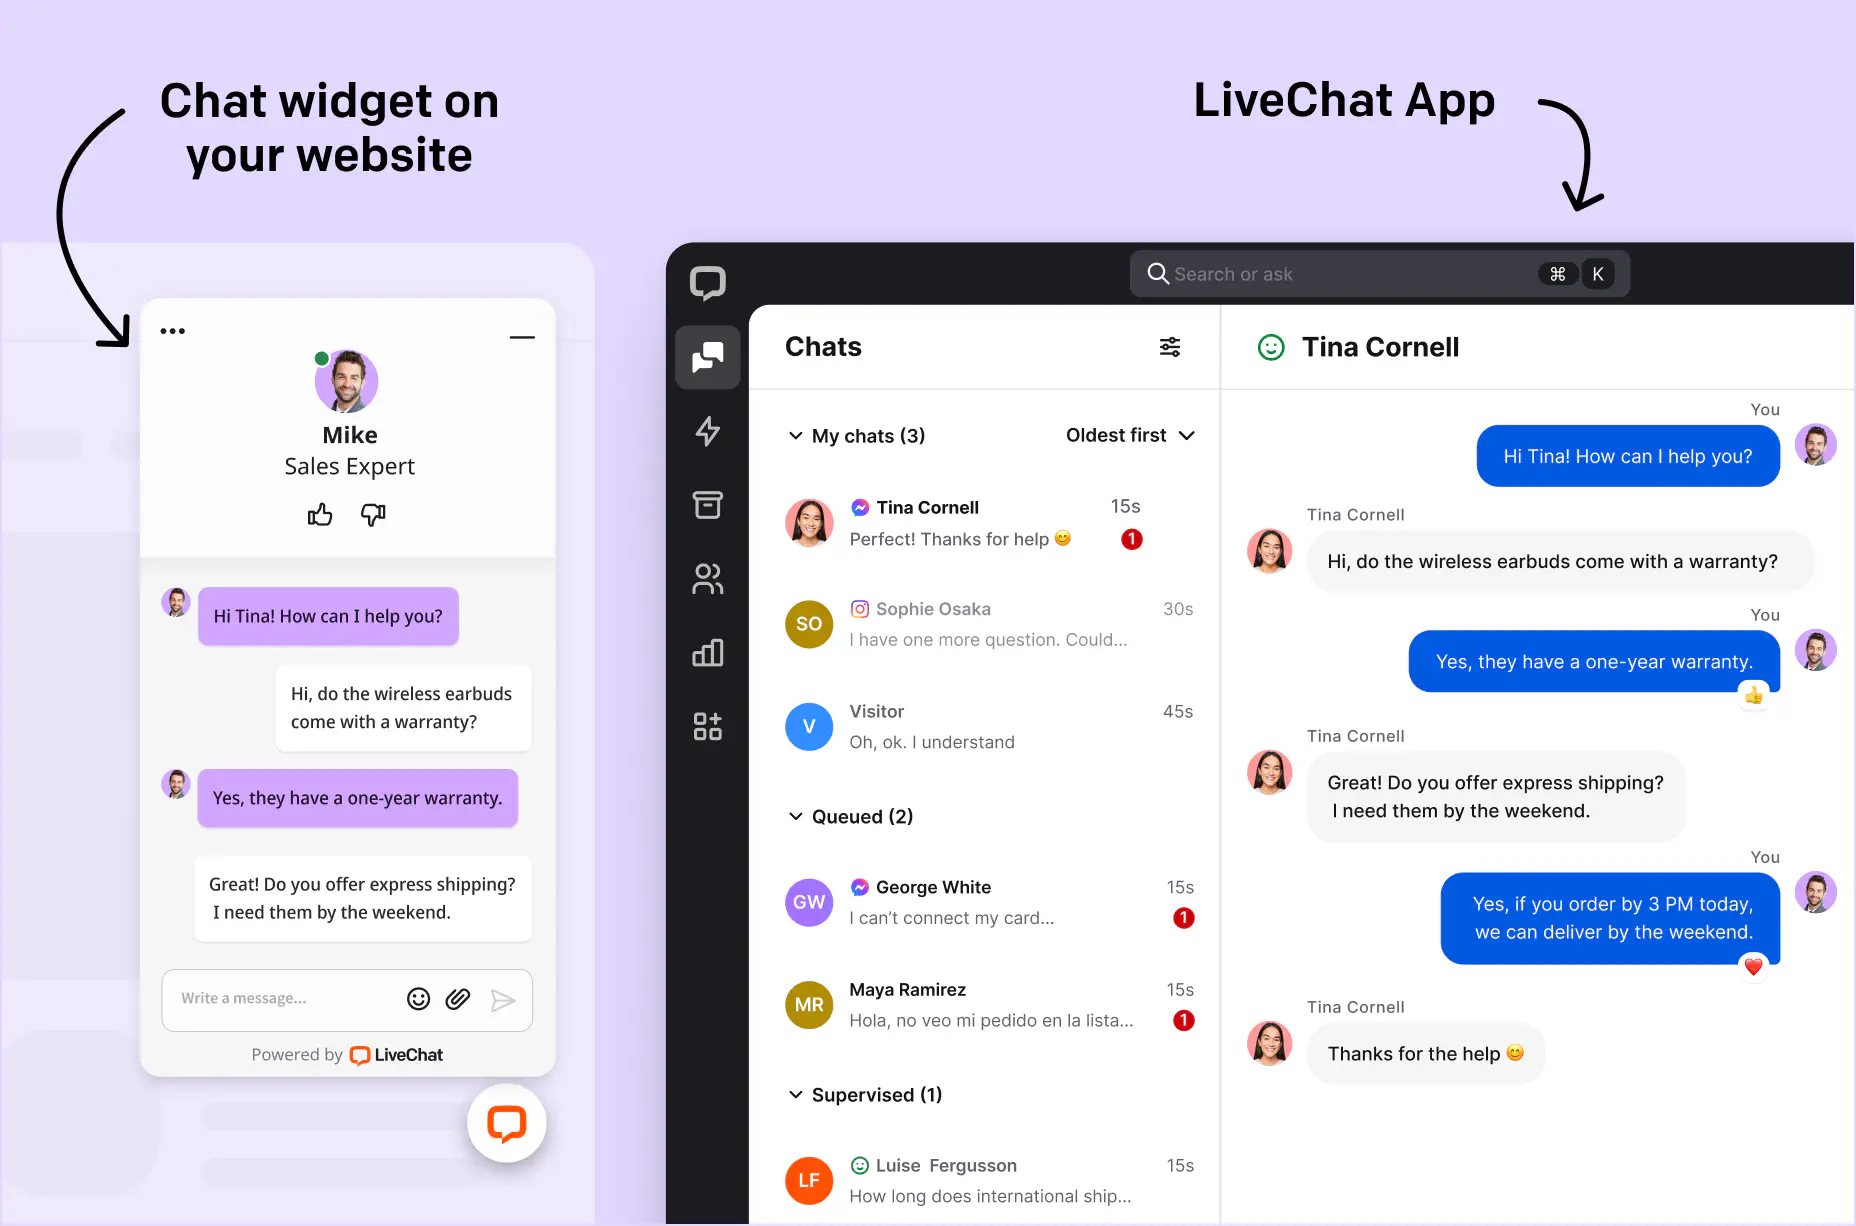 Chat widget on
your website
LiveChat App
Mike
Sales Expert
Hi Tina! How can I help you?
Hi, do the wireless earbuds
come with a warranty?
Yes, they have a one-year warranty.
Great! Do you offer express shipping?
I need them by the weekend.
Write a message...
Powered by LiveChat
Search or ask ⌘ K
Chats
My chats (3) Oldest first
Tina Cornell 15s
Perfect! Thanks for help 😊 1
SO Sophie Osaka 30s
I have one more question. Could...
V Visitor 45s
Oh, ok. I understand
Queued (2)
GW George White 15s
I can’t connect my card... 1
MR Maya Ramirez 15s
Hola, no veo mi pedido en la lista... 1
Supervised (1)
LF Luise Fergusson 15s
How long does international ship...
Tina Cornell
You
Hi Tina! How can I help you?
Tina Cornell
Hi, do the wireless earbuds come with a warranty?
You
Yes, they have a one-year warranty.
👍
Tina Cornell
Great! Do you offer express shipping?
I need them by the weekend.
You
Yes, if you order by 3 PM today,
we can deliver by the weekend.
❤️
Tina Cornell
Thanks for the help 😊